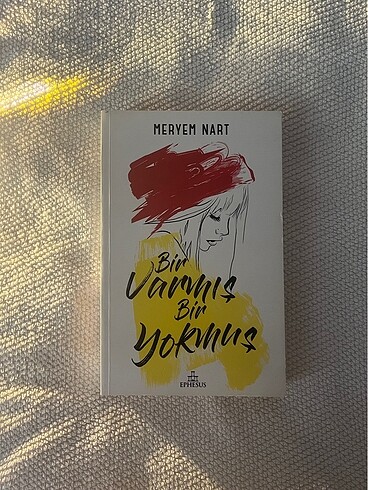 MERYEM NART
Bir
Varmış
Bir
Yokmuş
EPHESUS